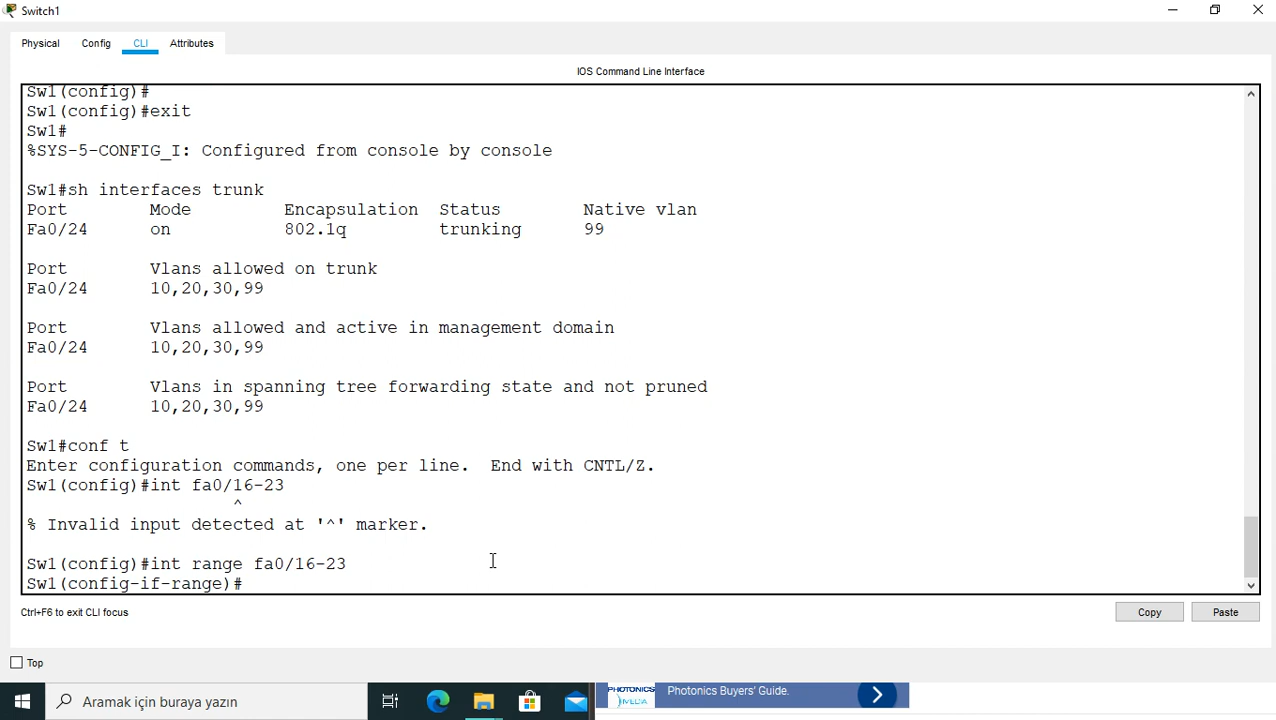 Switch1
Physical Config CLI Attributes
IOS Command Line Interface
Sw1(config)#
Sw1(config)#exit
Sw1#
%SYS-5-CONFIG_I: Configured from console by console
Sw1#sh interfaces trunk
Port Mode Encapsulation Status Native vlan
Fa0/24 on 802.1q trunking 99
Port Vlans allowed on trunk
Fa0/24 10,20,30,99
Port Vlans allowed and active in management domain
Fa0/24 10,20,30,99
Port Vlans in spanning tree forwarding state and not pruned
Fa0/24 10,20,30,99
Sw1#conf t
Enter configuration commands, one per line. End with CNTL/Z.
Sw1(config)#int fa0/16-23
^
% Invalid input detected at '^' marker.
Sw1(config)#int range fa0/16-23
Sw1(config-if-range)#
Ctrl+F6 to exit CLI focus
Copy Paste
Top
Aramak için buraya yazın
PHOTONICS MEDIA
Photonics Buyers' Guide.